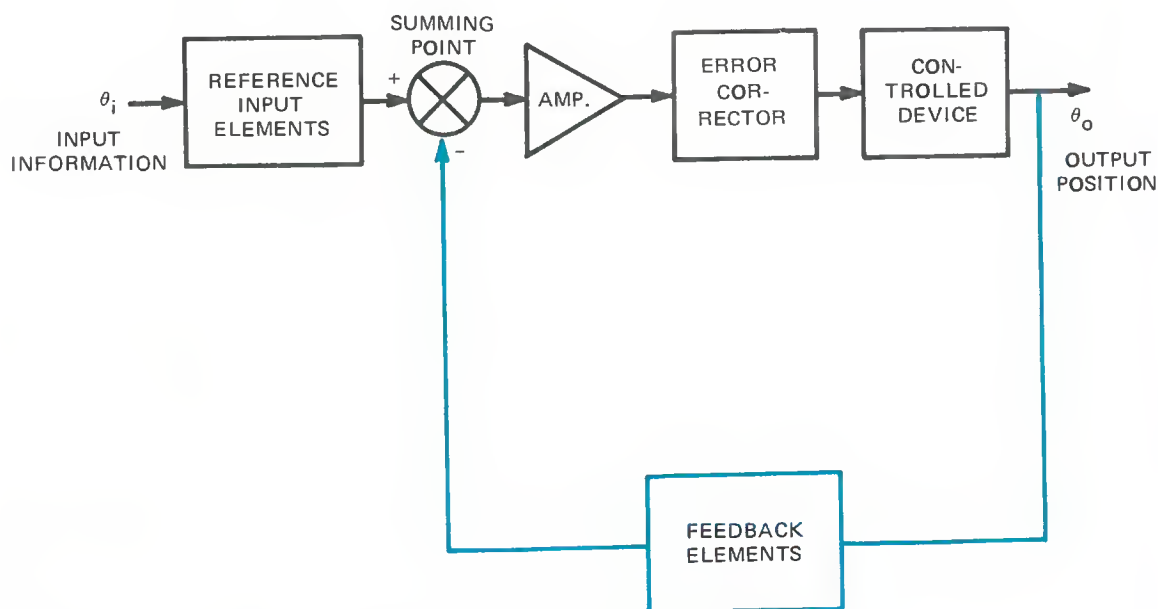 SUMMING
POINT
REFERENCE
INPUT
ELEMENTS
θi
INPUT
INFORMATION
+
-
AMP.
ERROR
COR-
RECTOR
CON-
TROLLED
DEVICE
θo
OUTPUT
POSITION
FEEDBACK
ELEMENTS